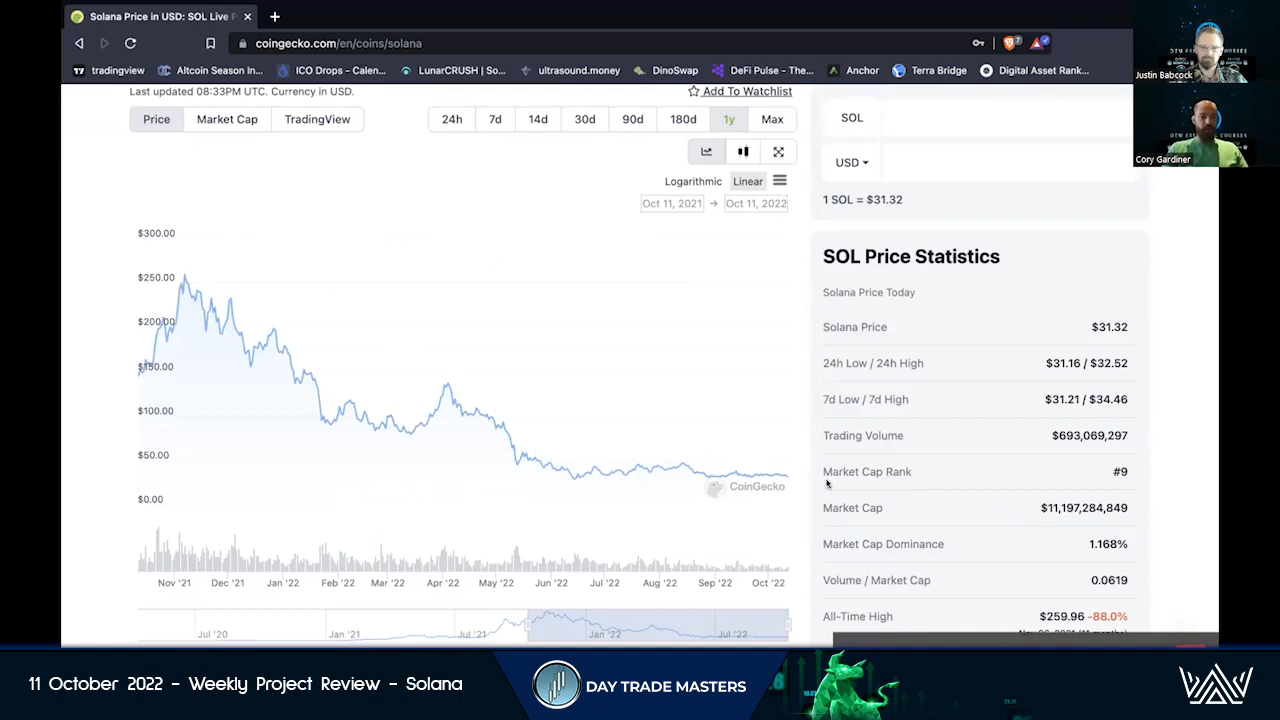 Solana Price in USD: SOL Live P
coingecko.com/en/coins/solana
tradingview
Altcoin Season In...
ICO Drops - Calen...
LunarCRUSH | So...
ultrasound.money
DinoSwap
DeFi Pulse - The...
Anchor
Terra Bridge
Digital Asset Rank...
Justin Babcock
Cory Gardiner
Last updated 08:33PM UTC. Currency in USD.
Add To Watchlist
Price
Market Cap
TradingView
24h
7d
14d
30d
90d
180d
1y
Max
Logarithmic
Linear
Oct 11, 2021 → Oct 11, 2022
$300.00
$250.00
$200.00
$150.00
$100.00
$50.00
$0.00
CoinGecko
Nov '21
Dec '21
Jan '22
Feb '22
Mar '22
Apr '22
May '22
Jun '22
Jul '22
Aug '22
Sep '22
Oct '22
Jul '20
Jan '21
Jul '21
Jan '22
Jul '22
SOL
USD
1 SOL = $31.32
SOL Price Statistics
Solana Price Today
Solana Price $31.32
24h Low / 24h High $31.16 / $32.52
7d Low / 7d High $31.21 / $34.46
Trading Volume $693,069,297
Market Cap Rank #9
Market Cap $11,197,284,849
Market Cap Dominance 1.168%
Volume / Market Cap 0.0619
All-Time High $259.96 -88.0%
11 October 2022 - Weekly Project Review - Solana
DAY TRADE MASTERS